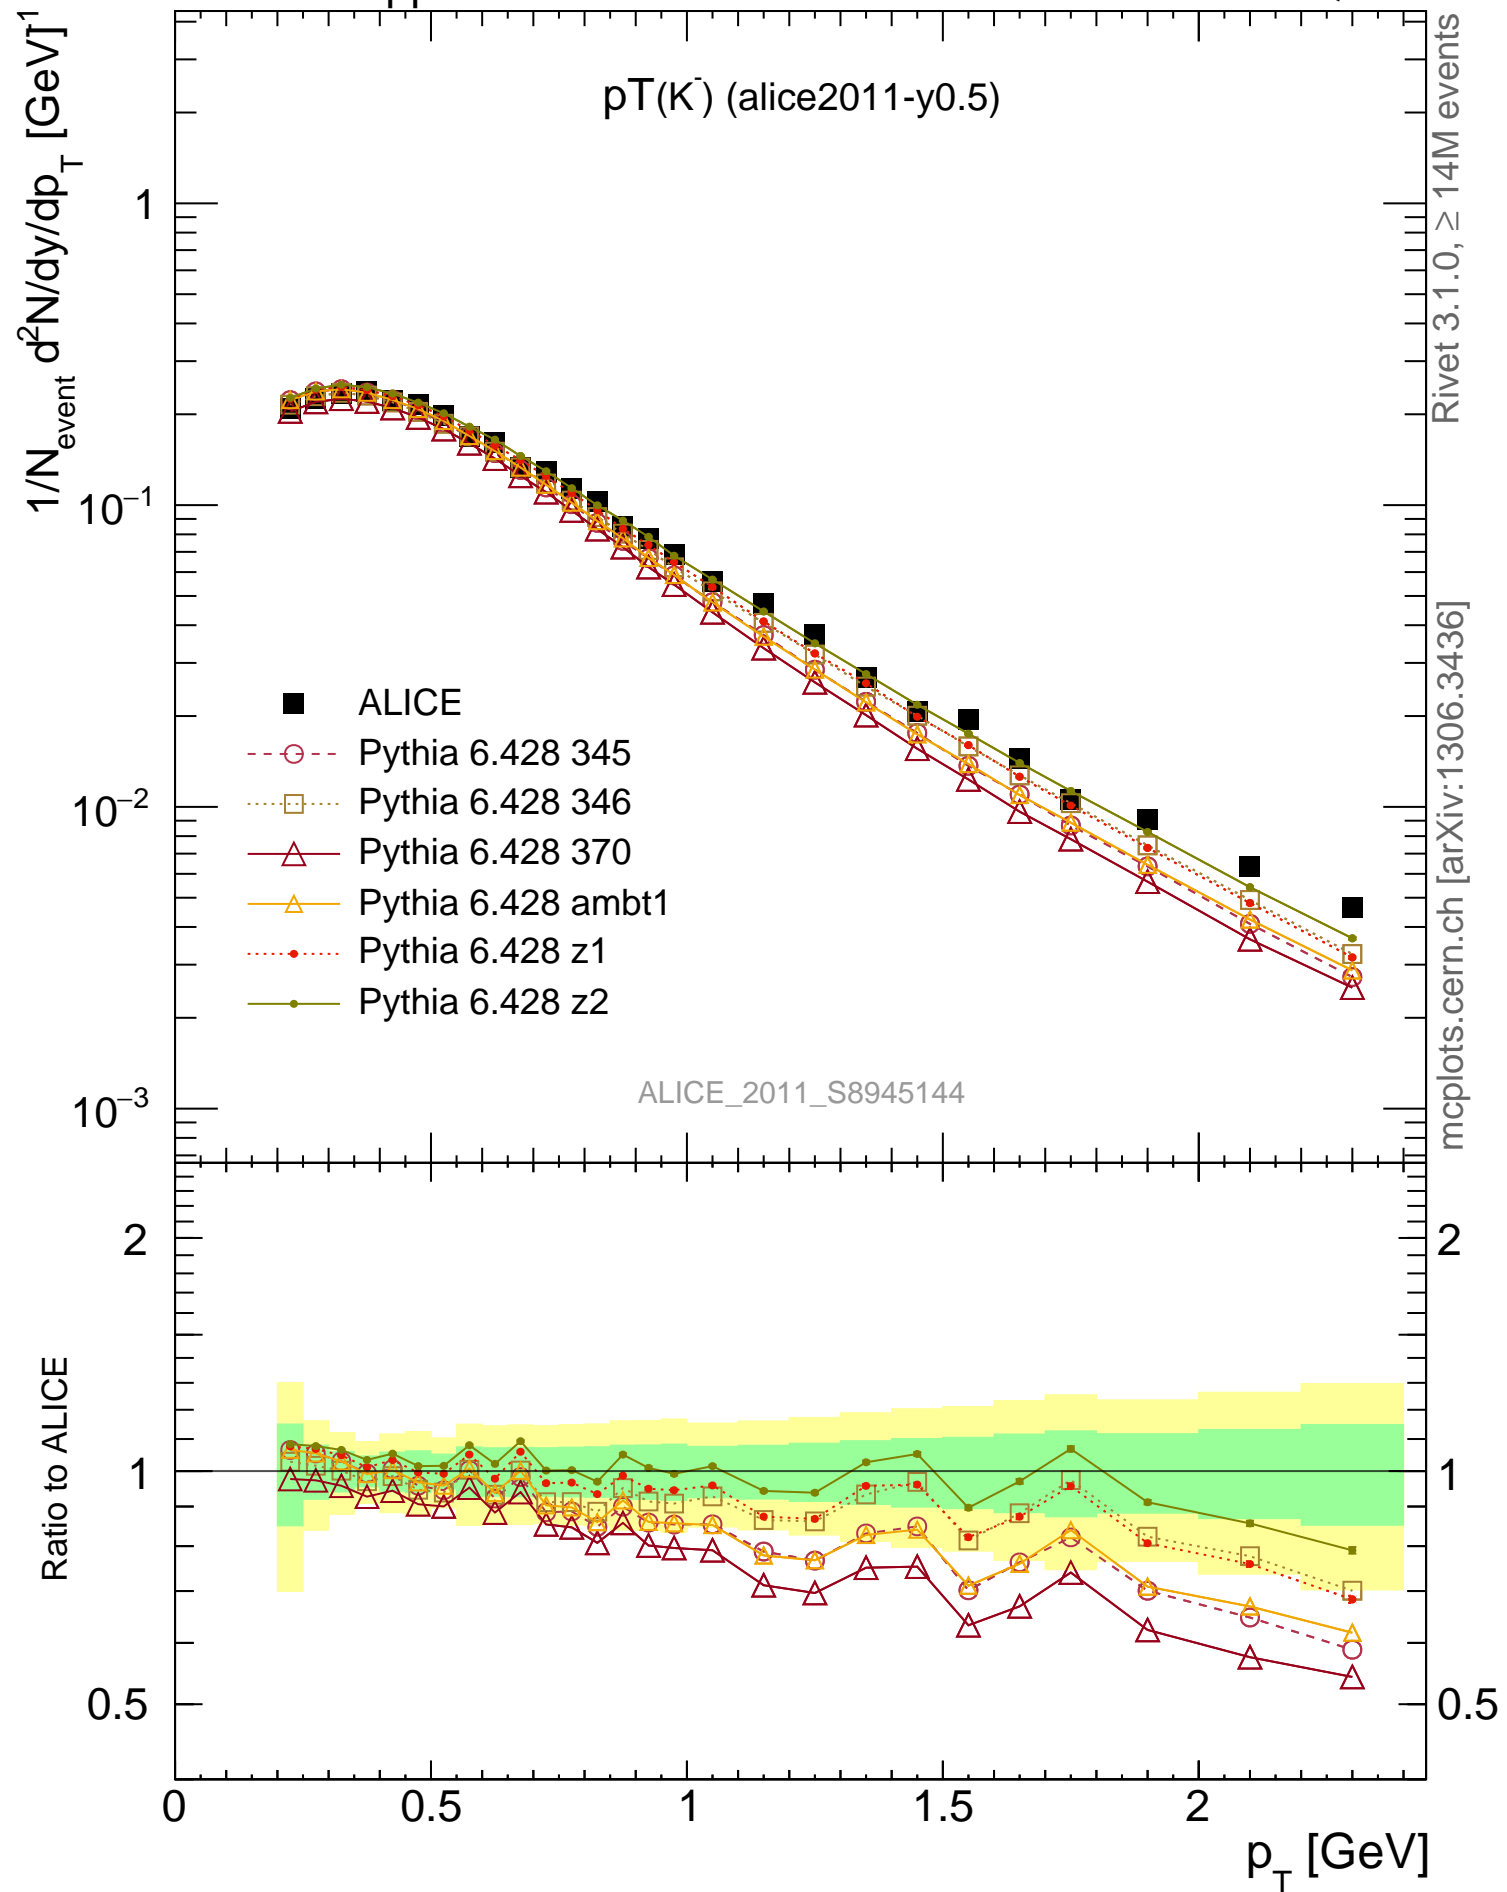 pT(K⁻) (alice2011-y0.5)
1/N_event d²N/dy/dp_T [GeV]⁻¹
1
10⁻¹
10⁻²
10⁻³
ALICE
Pythia 6.428 345
Pythia 6.428 346
Pythia 6.428 370
Pythia 6.428 ambt1
Pythia 6.428 z1
Pythia 6.428 z2
ALICE_2011_S8945144
Rivet 3.1.0, ≥ 14M events
mcplots.cern.ch [arXiv:1306.3436]
Ratio to ALICE
2
1
0.5
2
1
0.5
0
0.5
1
1.5
2
p_T [GeV]